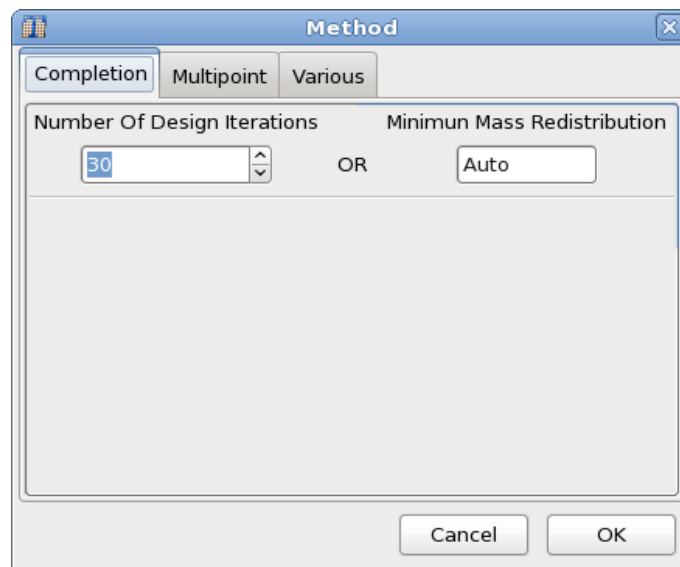 Method
Completion Multipoint Various
Number Of Design Iterations Minimun Mass Redistribution
30 OR Auto
Cancel OK